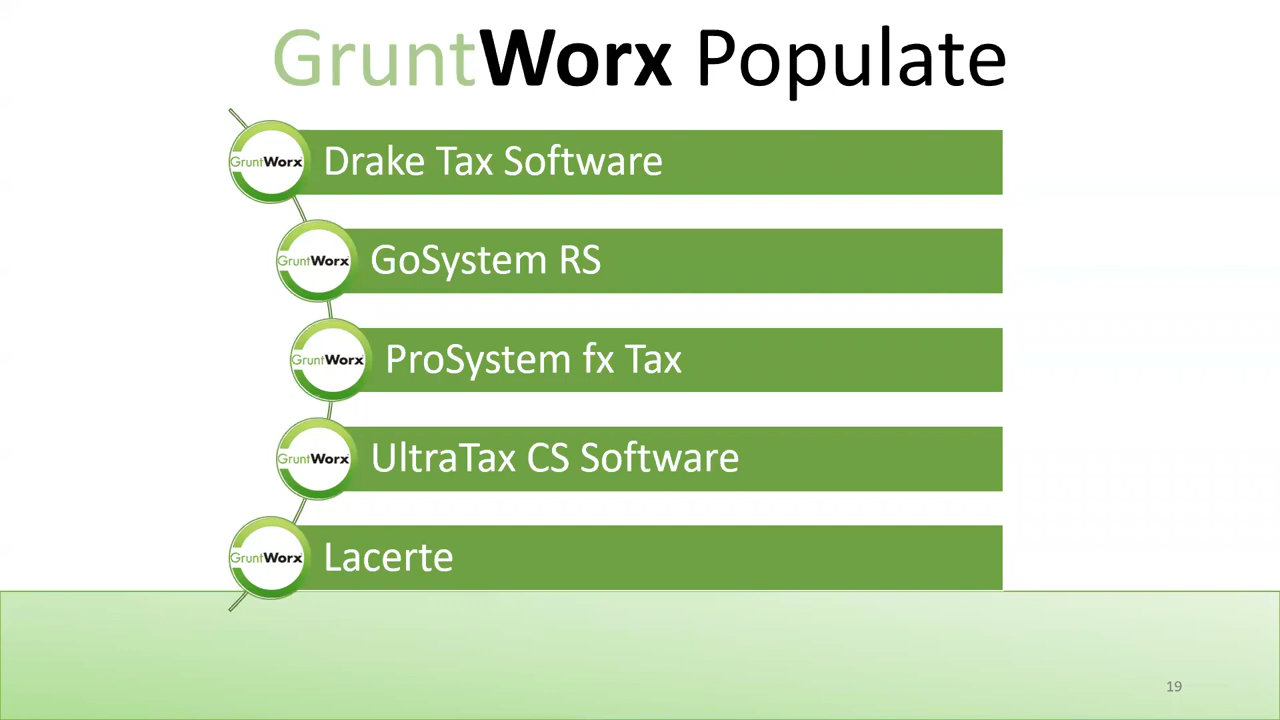 GruntWorx Populate
GruntWorx Drake Tax Software
GruntWorx GoSystem RS
GruntWorx ProSystem fx Tax
GruntWorx UltraTax CS Software
GruntWorx Lacerte
19